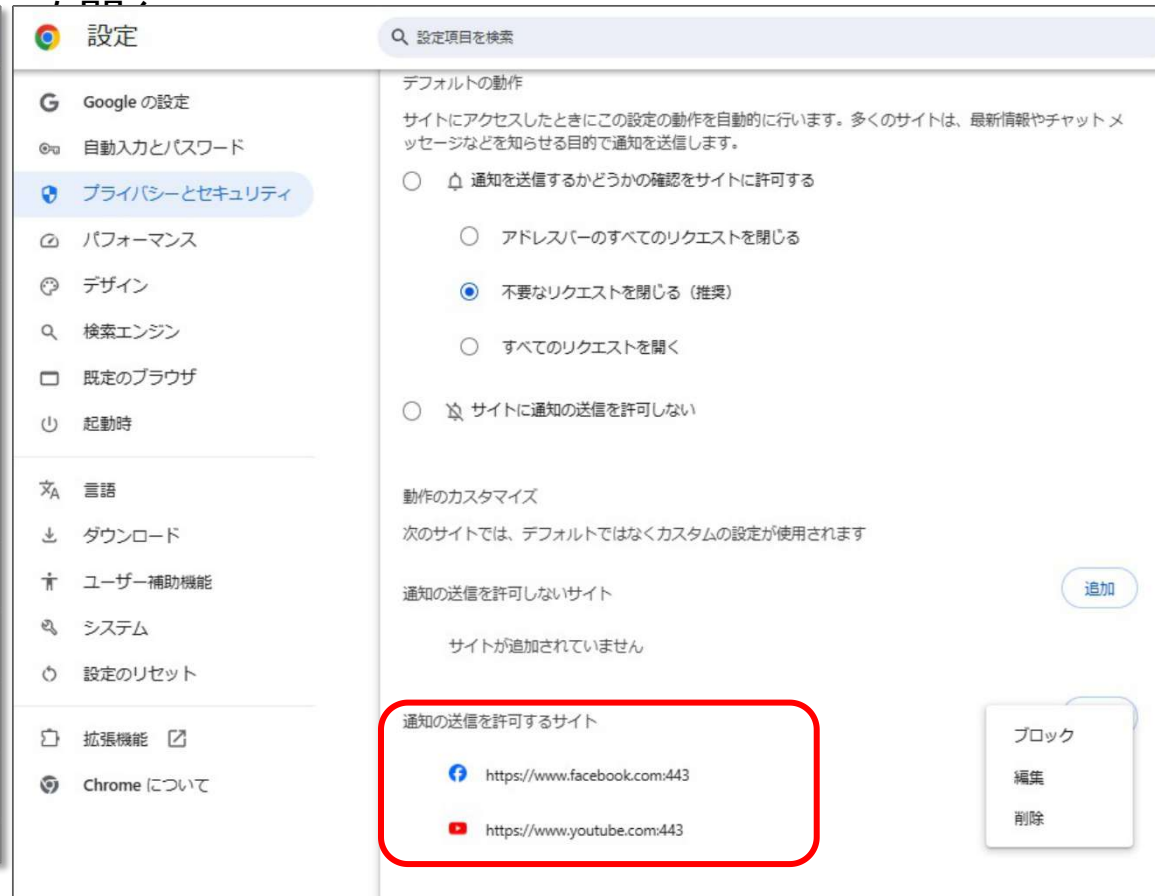 設定
設定項目を検索
Google の設定
自動入力とパスワード
プライバシーとセキュリティ
パフォーマンス
デザイン
検索エンジン
既定のブラウザ
起動時
言語
ダウンロード
ユーザー補助機能
システム
設定のリセット
拡張機能
Chrome について
デフォルトの動作
サイトにアクセスしたときにこの設定の動作を自動的に行います。多くのサイトは、最新情報やチャット メ
ッセージなどを知らせる目的で通知を送信します。
通知を送信するかどうかの確認をサイトに許可する
アドレスバーのすべてのリクエストを閉じる
不要なリクエストを閉じる（推奨）
すべてのリクエストを開く
サイトに通知の送信を許可しない
動作のカスタマイズ
次のサイトでは、デフォルトではなくカスタムの設定が使用されます
通知の送信を許可しないサイト
追加
サイトが追加されていません
通知の送信を許可するサイト
https://www.facebook.com:443
https://www.youtube.com:443
ブロック
編集
削除